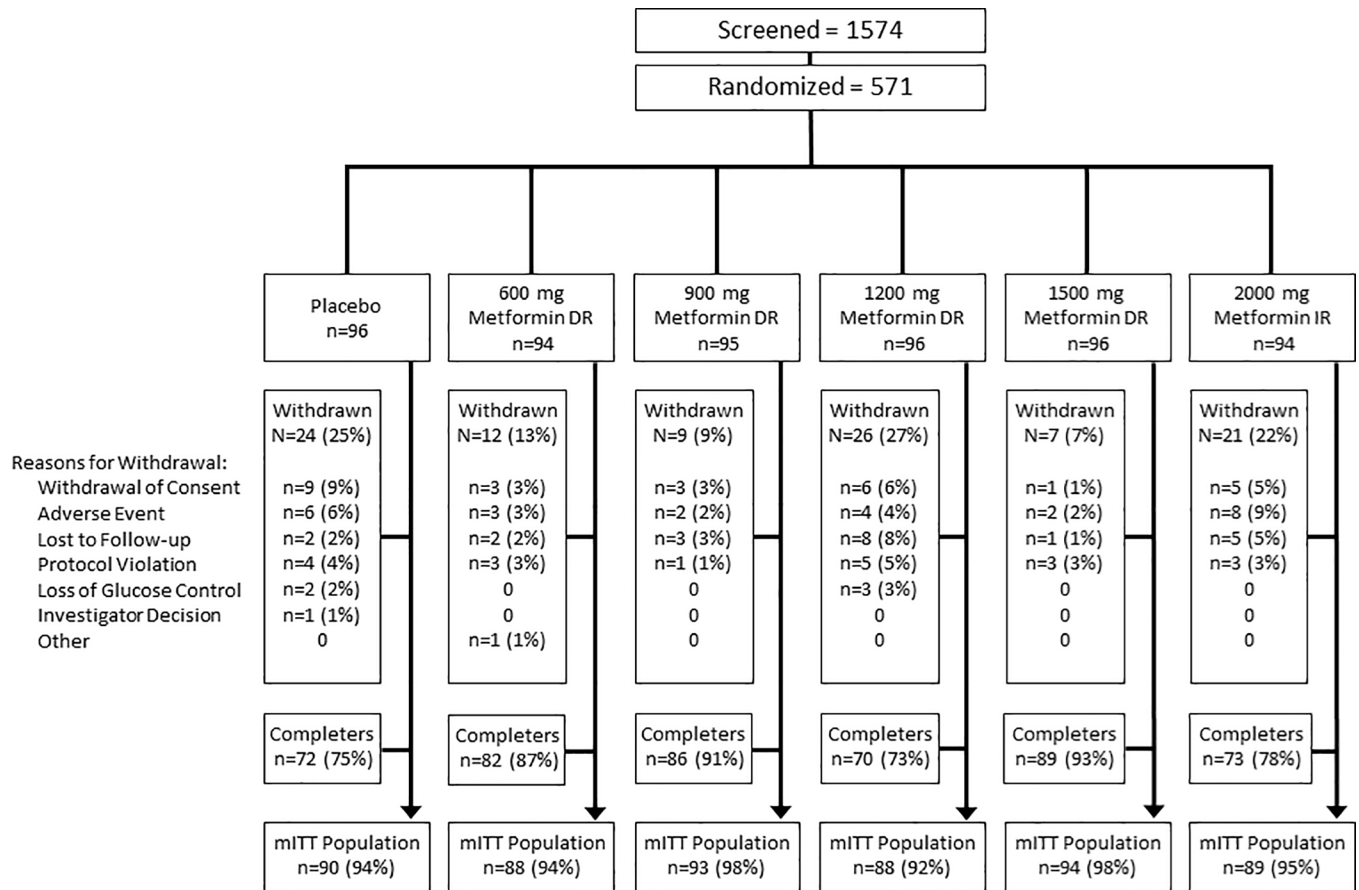 Screened = 1574
Randomized = 571
Placebo
n=96
600 mg
Metformin DR
n=94
900 mg
Metformin DR
n=95
1200 mg
Metformin DR
n=96
1500 mg
Metformin DR
n=96
2000 mg
Metformin IR
n=94
Reasons for Withdrawal:
Withdrawal of Consent
Adverse Event
Lost to Follow-up
Protocol Violation
Loss of Glucose Control
Investigator Decision
Other
Withdrawn
N=24 (25%)
n=9 (9%)
n=6 (6%)
n=2 (2%)
n=4 (4%)
n=2 (2%)
n=1 (1%)
0
Withdrawn
N=12 (13%)
n=3 (3%)
n=3 (3%)
n=2 (2%)
n=3 (3%)
0
0
n=1 (1%)
Withdrawn
N=9 (9%)
n=3 (3%)
n=2 (2%)
n=3 (3%)
n=1 (1%)
0
0
0
Withdrawn
N=26 (27%)
n=6 (6%)
n=4 (4%)
n=8 (8%)
n=5 (5%)
n=3 (3%)
0
0
Withdrawn
N=7 (7%)
n=1 (1%)
n=2 (2%)
n=1 (1%)
n=3 (3%)
0
0
0
Withdrawn
N=21 (22%)
n=5 (5%)
n=8 (9%)
n=5 (5%)
n=3 (3%)
0
0
0
Completers
n=72 (75%)
Completers
n=82 (87%)
Completers
n=86 (91%)
Completers
n=70 (73%)
Completers
n=89 (93%)
Completers
n=73 (78%)
mITT Population
n=90 (94%)
mITT Population
n=88 (94%)
mITT Population
n=93 (98%)
mITT Population
n=88 (92%)
mITT Population
n=94 (98%)
mITT Population
n=89 (95%)